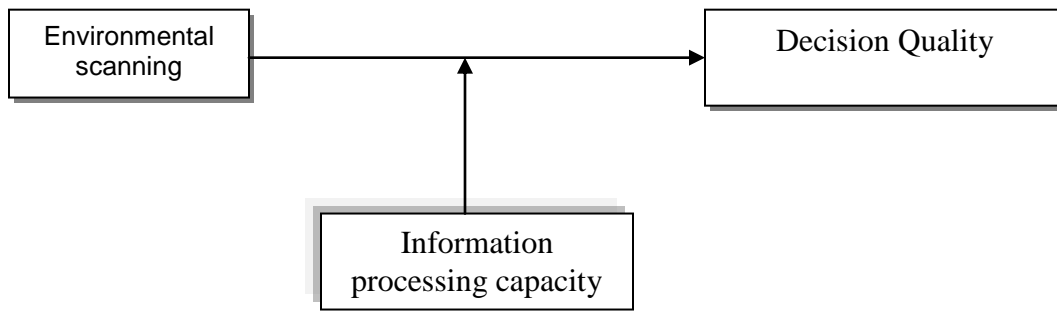 Environmental
scanning
Decision Quality
Information
processing capacity